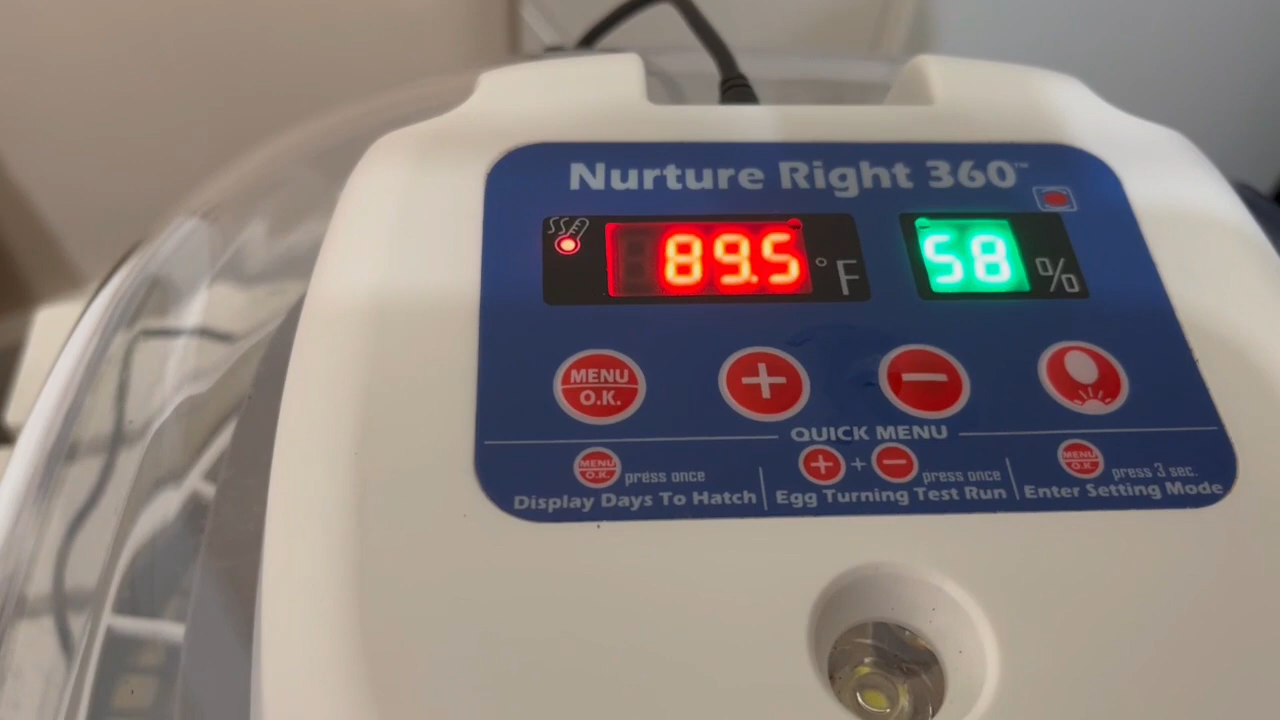 Nurture Right 360™
89.5 °F 58 %
MENU
O.K.
+ −
QUICK MENU
MENU
O.K. press once + + − press once MENU
O.K. press 3 sec.
Display Days To Hatch Egg Turning Test Run Enter Setting Mode